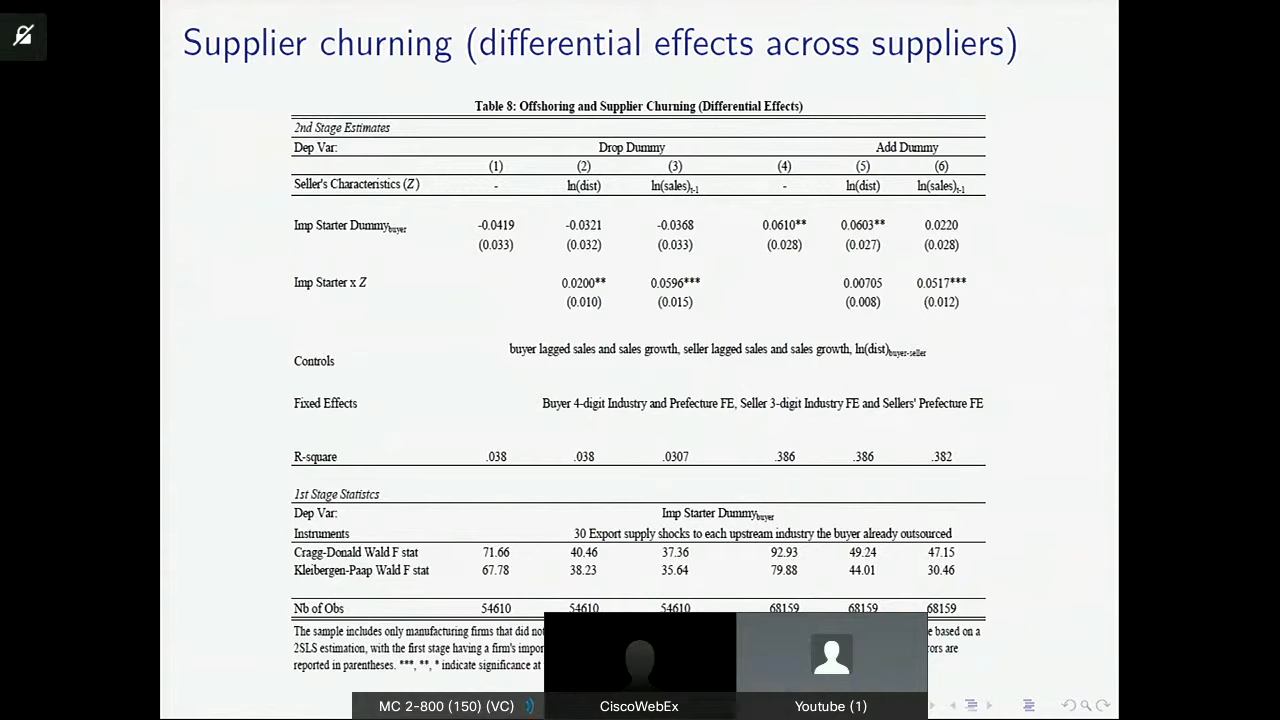 Supplier churning (differential effects across suppliers)
Table 8: Offshoring and Supplier Churning (Differential Effects)
2nd Stage Estimates
Dep Var: Drop Dummy Add Dummy
(1) (2) (3) (4) (5) (6)
Seller's Characteristics (Z) - ln(dist) ln(sales)t-1 - ln(dist) ln(sales)t-1
Imp Starter Dummybuyer -0.0419 -0.0321 -0.0368 0.0610** 0.0603** 0.0220
(0.033) (0.032) (0.033) (0.028) (0.027) (0.028)
Imp Starter x Z 0.0200** 0.0596*** 0.00705 0.0517***
(0.010) (0.015) (0.008) (0.012)
buyer lagged sales and sales growth, seller lagged sales and sales growth, ln(dist)buyer-seller
Controls
Fixed Effects Buyer 4-digit Industry and Prefecture FE, Seller 3-digit Industry FE and Sellers' Prefecture FE
R-square .038 .038 .0307 .386 .386 .382
1st Stage Statistcs
Dep Var: Imp Starter Dummybuyer
Instruments 30 Export supply shocks to each upstream industry the buyer already outsourced
Cragg-Donald Wald F stat 71.66 40.46 37.36 92.93 49.24 47.15
Kleibergen-Paap Wald F stat 67.78 38.23 35.64 79.88 44.01 30.46
Nb of Obs 54610 54610 54610 68159 68159 68159
The sample includes only manufacturing firms that did not e based on a
2SLS estimation, with the first stage having a firm's impor rors are
reported in parentheses. ***, **, * indicate significance at
MC 2-800 (150) (VC) CiscoWebEx Youtube (1)